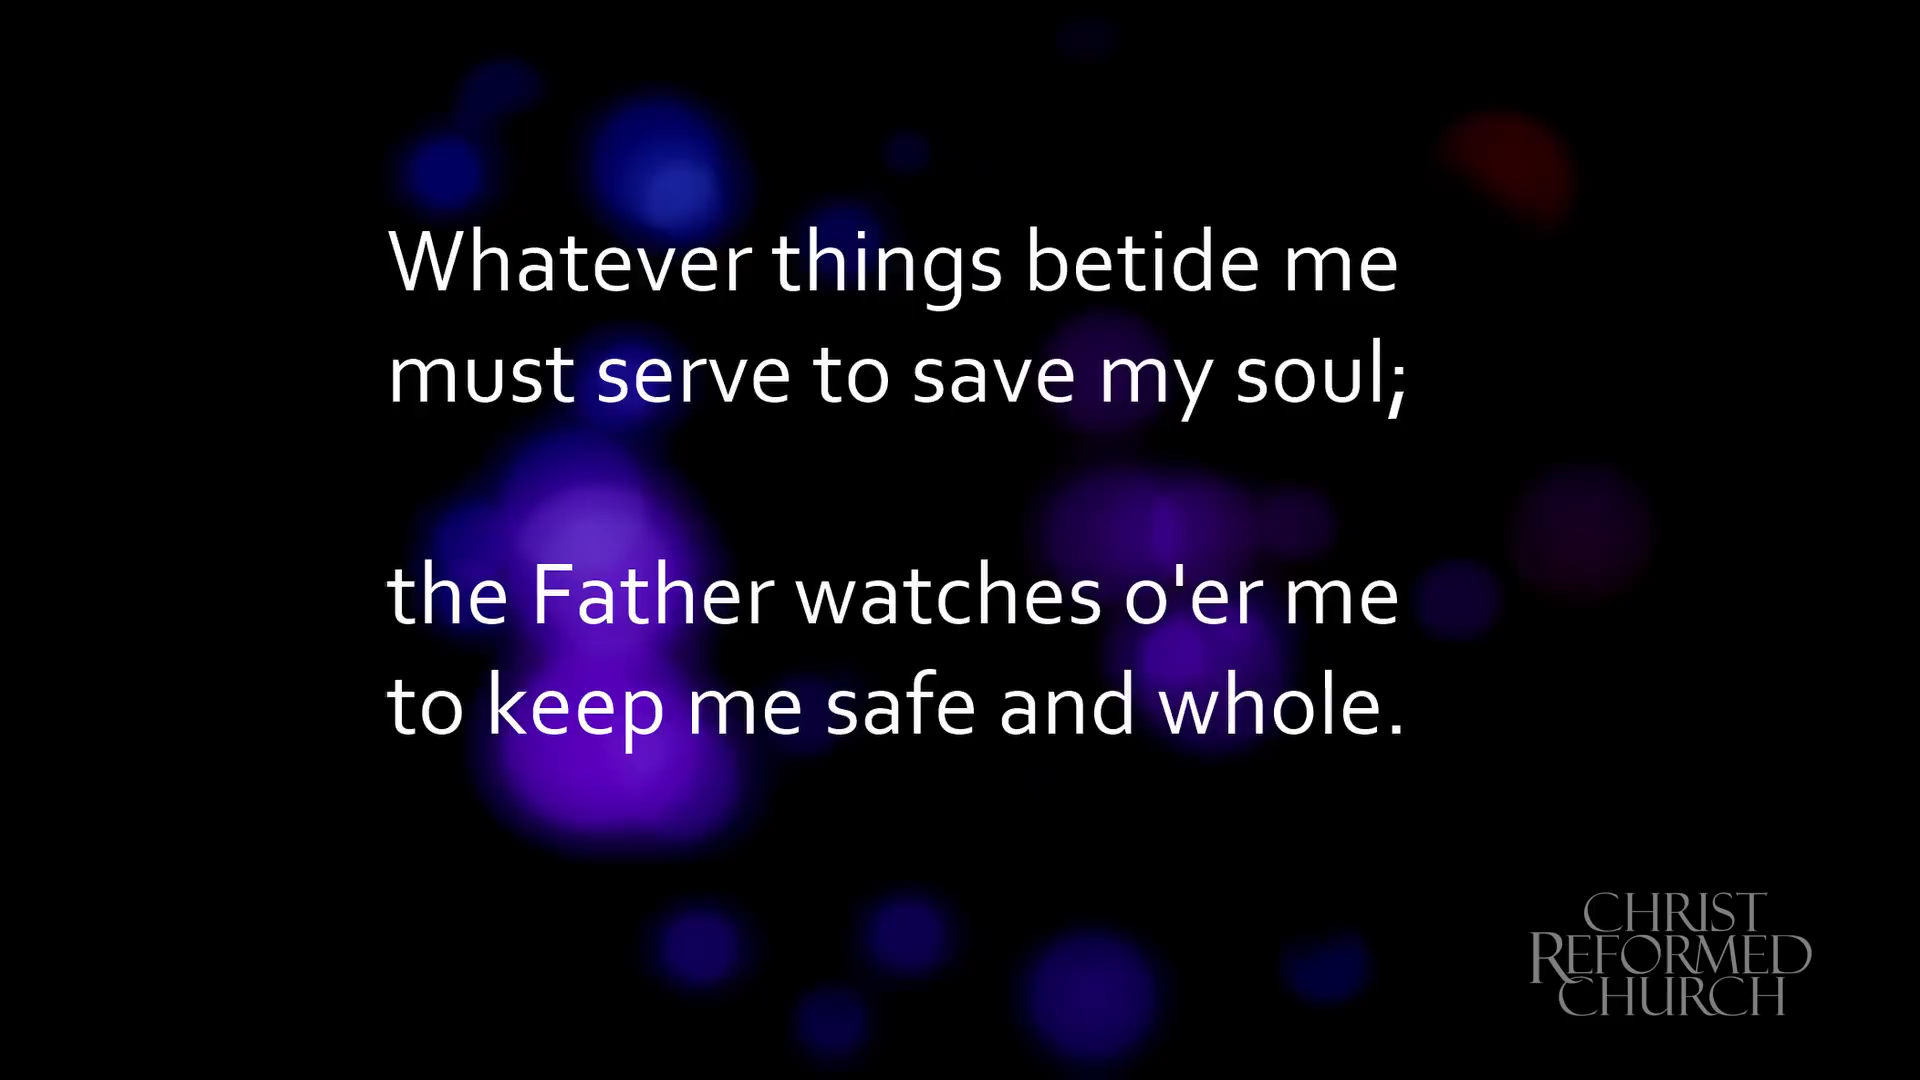 Whatever things betide me
must serve to save my soul;
the Father watches o'er me
to keep me safe and whole.
CHRIST
REFORMED
CHURCH